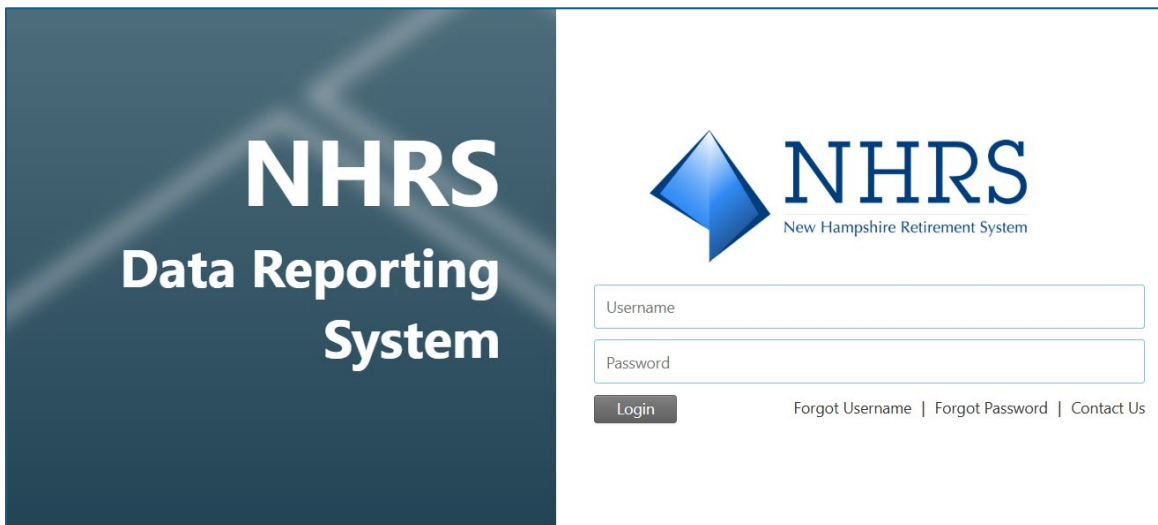 NHRS
Data Reporting
System
NHRS
New Hampshire Retirement System
Username
Password
Login
Forgot Username | Forgot Password | Contact Us